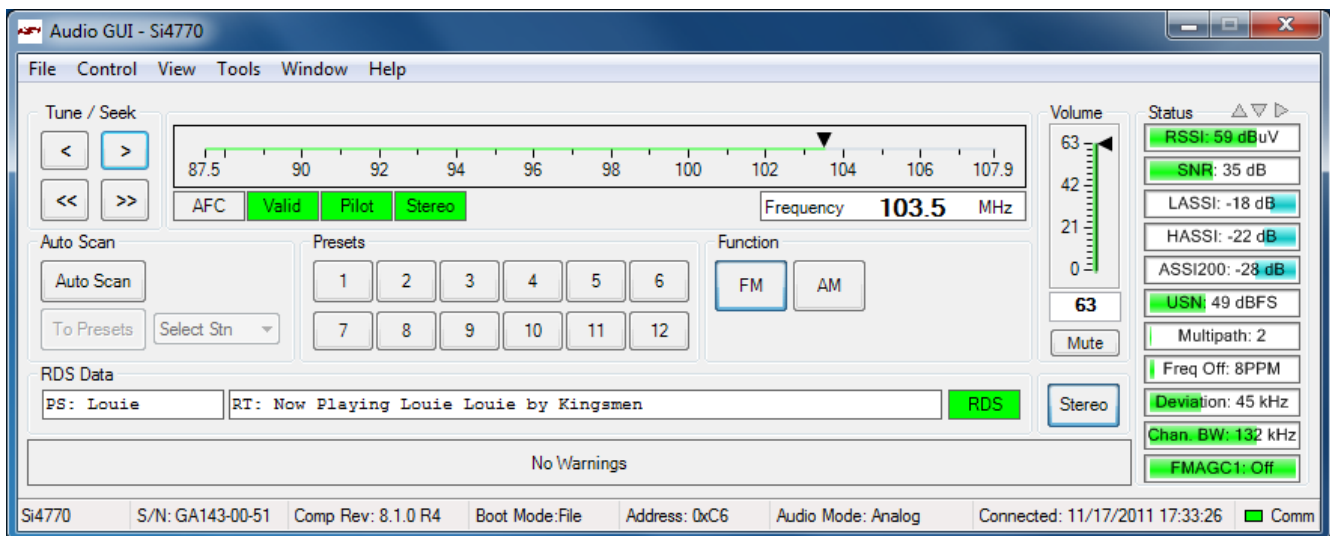 Audio GUI - Si4770
File Control View Tools Window Help
Tune / Seek
< >
<< >>
87.5 90 92 94 96 98 100 102 104 106 107.9
AFC Valid Pilot Stereo
Frequency 103.5 MHz
Auto Scan
Auto Scan
To Presets Select Stn
Presets
1 2 3 4 5 6
7 8 9 10 11 12
Function
FM AM
Volume
63
42
21
0
63
Mute
Status
RSSI: 59 dBuV
SNR: 35 dB
LASSI: -18 dB
HASSI: -22 dB
ASSI200: -28 dB
USN: 49 dBFS
Multipath: 2
Freq Off: 8PPM
Deviation: 45 kHz
Chan. BW: 132 kHz
FMAGC1: Off
RDS Data
PS: Louie
RT: Now Playing Louie Louie by Kingsmen
RDS
Stereo
No Warnings
Si4770 S/N: GA143-00-51 Comp Rev: 8.1.0 R4 Boot Mode:File Address: 0xC6 Audio Mode: Analog Connected: 11/17/2011 17:33:26 Comm